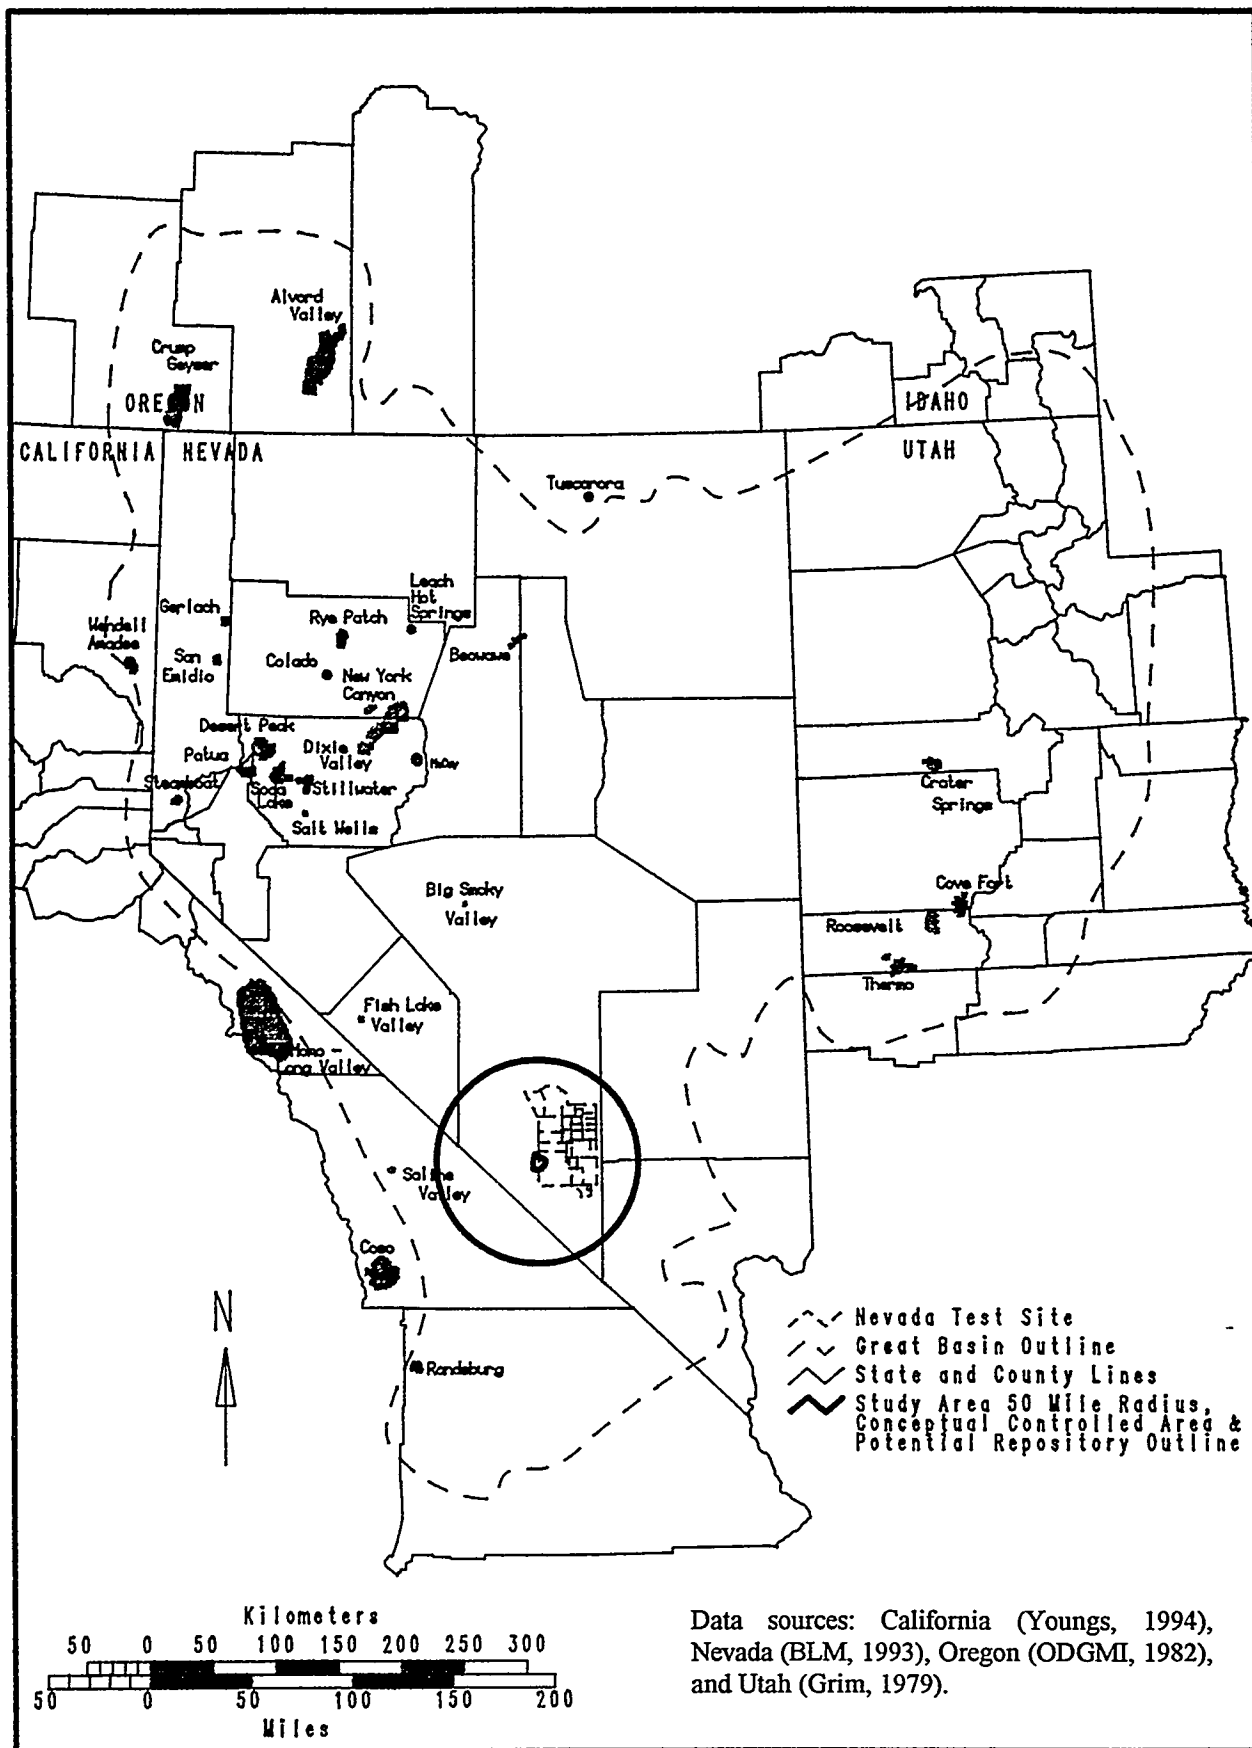 Alvord
Valley
Crump
Geyser
OREGON
IDAHO
CALIFORNIA
NEVADA
UTAH
Tuscarora
Leach
Hot
Springs
Gerlach
Rye Patch
Wendell
Amadee
San
Emidio
Colado
Beowawe
New York
Canyon
Desert Peak
Patua
Dixie
Valley
McCoy
Steamboat
Soda
Lake
Stillwater
Salt Wells
Crater
Springs
Big Smoky
Valley
Cove Fort
Roosevelt
Thermo
Fish Lake
Valley
Mono -
Long Valley
Saline
Valley
Coso
N
Randsburg
Nevada Test Site
Great Basin Outline
State and County Lines
Study Area 50 Mile Radius,
Conceptual Controlled Area &
Potential Repository Outline
Kilometers
50 0 50 100 150 200 250 300
50 0 50 100 150 200
Miles
Data sources: California (Youngs, 1994),
Nevada (BLM, 1993), Oregon (ODGMI, 1982),
and Utah (Grim, 1979).